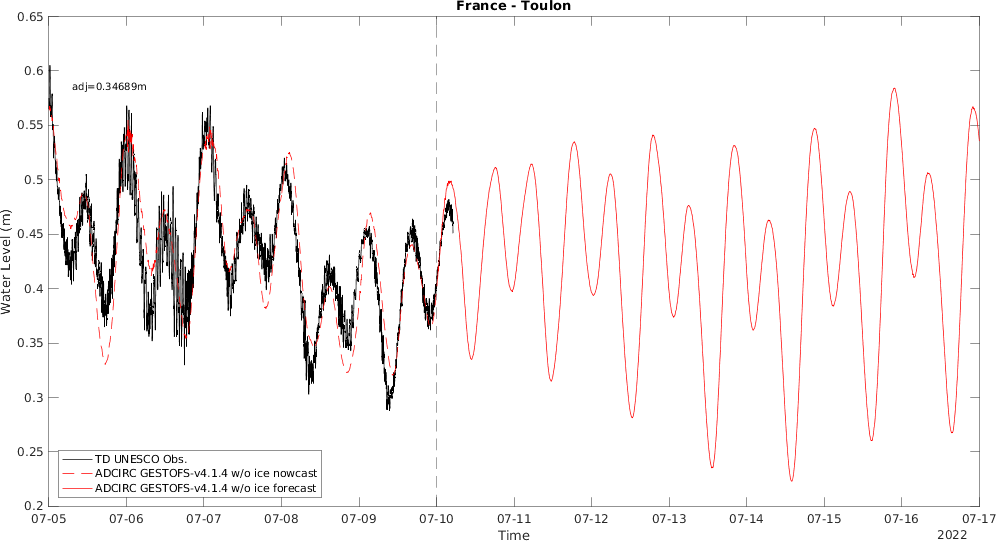 France - Toulon
0.65
0.6
0.55
0.5
0.45
0.4
0.35
0.3
0.25
0.2
Water Level (m)
adj=0.34689m
TD UNESCO Obs.
ADCIRC GESTOFS-v4.1.4 w/o ice nowcast
ADCIRC GESTOFS-v4.1.4 w/o ice forecast
07-05 07-06 07-07 07-08 07-09 07-10 07-11 07-12 07-13 07-14 07-15 07-16 07-17
Time
2022